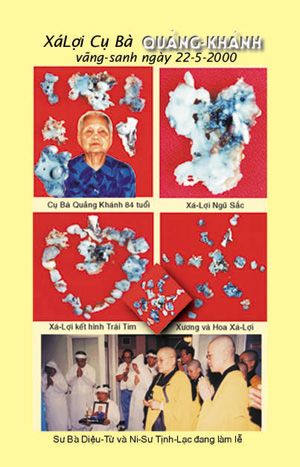 XáLợi Cụ Bà QUẢNG-KHÁNH
vãng-sanh ngày 22-5-2000
Cụ Bà Quảng Khánh 84 tuổi
Xá-Lợi Ngũ Sắc
Xá-Lợi kết hình Trái Tim
Xương và Hoa Xá-Lợi
Sư Bà Diệu-Từ và Ni-Sư Tịnh-Lạc đang làm lễ